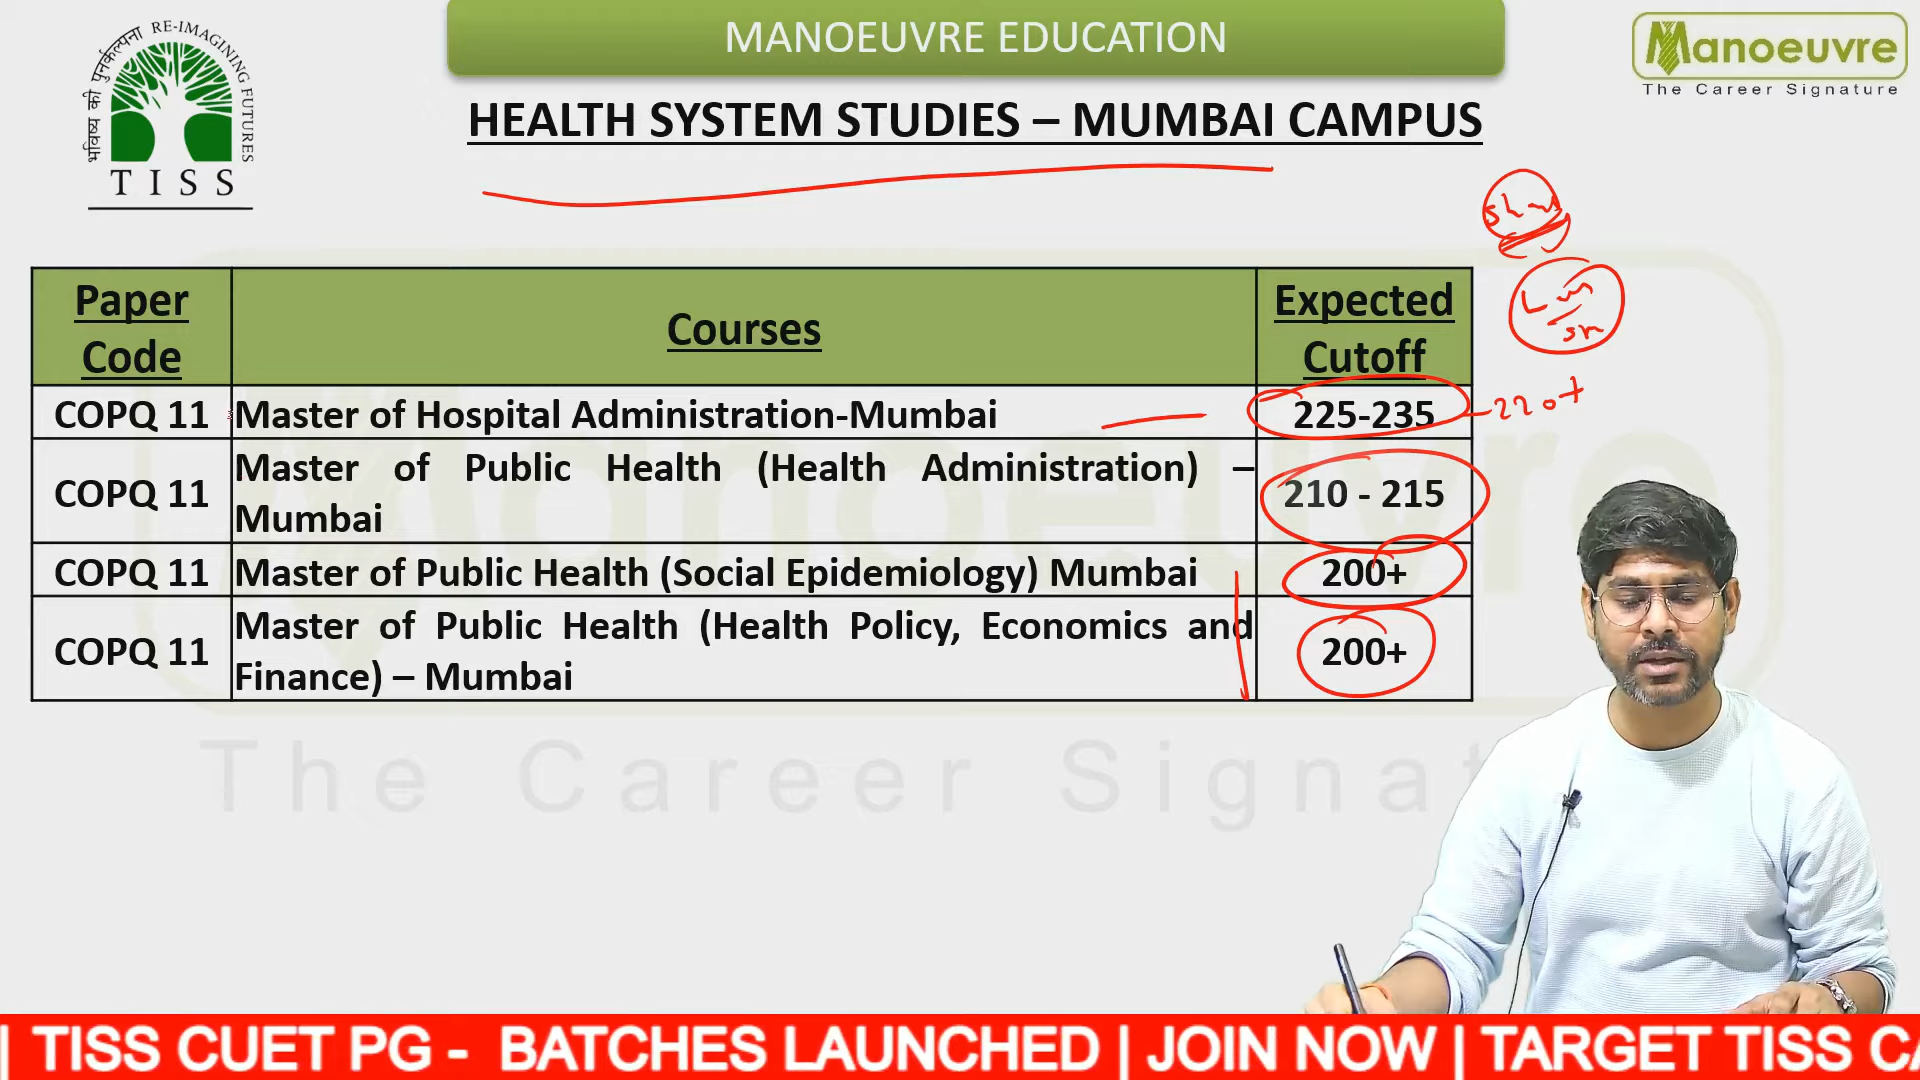 भविष्य की पुनर्कल्पना RE-IMAGINING FUTURES
TISS
MANOEUVRE EDUCATION
Manoeuvre
The Career Signature
HEALTH SYSTEM STUDIES – MUMBAI CAMPUS
Paper Code
Courses
Expected Cutoff
COPQ 11
Master of Hospital Administration-Mumbai
225-235
220+
COPQ 11
Master of Public Health (Health Administration) –
Mumbai
210 - 215
COPQ 11
Master of Public Health (Social Epidemiology) Mumbai
200+
COPQ 11
Master of Public Health (Health Policy, Economics and
Finance) – Mumbai
200+
Manoeuvre
The Career Signat
| TISS CUET PG - BATCHES LAUNCHED | JOIN NOW | TARGET TISS CA